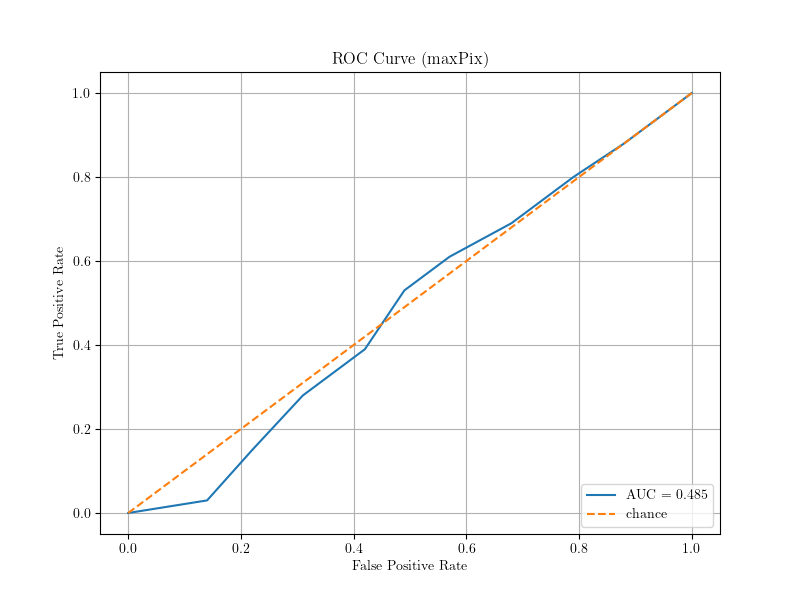 ROC Curve (maxPix)
True Positive Rate
1.0
0.8
0.6
0.4
0.2
0.0
AUC = 0.485
chance
0.0 0.2 0.4 0.6 0.8 1.0
False Positive Rate